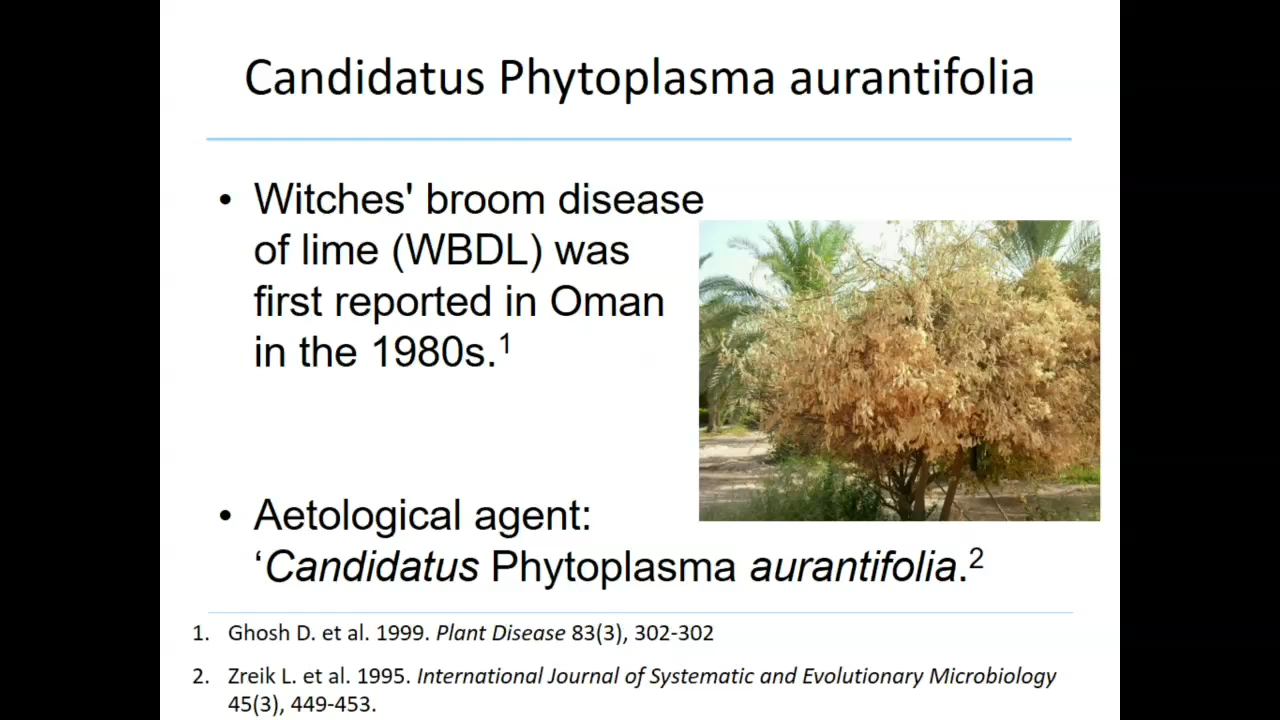 Candidatus Phytoplasma aurantifolia
• Witches' broom disease
of lime (WBDL) was
first reported in Oman
in the 1980s.¹
• Aetological agent:
‘Candidatus Phytoplasma aurantifolia.²
1. Ghosh D. et al. 1999. Plant Disease 83(3), 302-302
2. Zreik L. et al. 1995. International Journal of Systematic and Evolutionary Microbiology
45(3), 449-453.